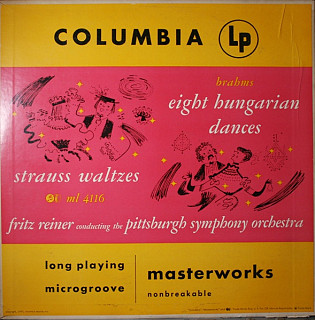 COLUMBIA Lp
brahms
eight hungarian
dances
strauss waltzes
ml 4116
fritz reiner conducting the pittsburgh symphony orchestra
long playing
microgroove
masterworks
nonbreakable